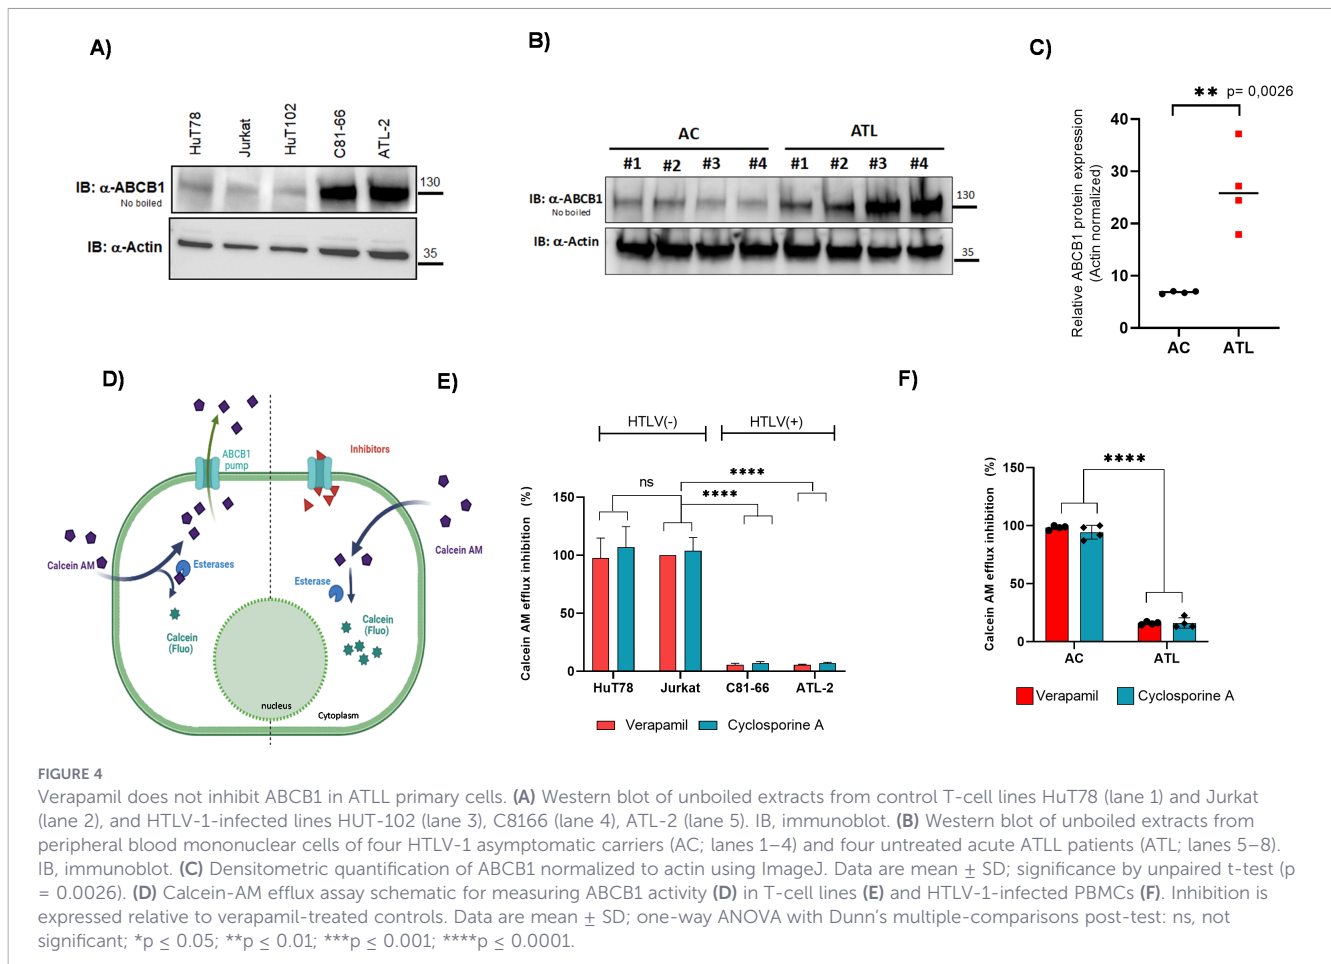 A)
HuT78
Jurkat
HuT102
C81-66
ATL-2
IB: α-ABCB1
No boiled
130
IB: α-Actin
35
B)
AC
ATL
#1 #2 #3 #4 #1 #2 #3 #4
IB: α-ABCB1
No boiled
130
IB: α-Actin
35
C)
** p= 0,0026
Relative ABCB1 protein expression
(Actin normalized)
40
30
20
10
0
AC
ATL
D)
ABCB1
pump
Inhibitors
Calcein AM
Esterases
Calcein
(Fluo)
Calcein AM
Esterase
Calcein
(Fluo)
nucleus
Cytoplasm
E)
HTLV(-)
HTLV(+)
ns
****
****
Calcein AM efflux inhibition (%)
150
100
50
0
HuT78
Jurkat
C81-66
ATL-2
Verapamil
Cyclosporine A
F)
****
Calcein AM efflux inhibition (%)
150
100
50
0
AC
ATL
Verapamil
Cyclosporine A
FIGURE 4
Verapamil does not inhibit ABCB1 in ATLL primary cells. (A) Western blot of unboiled extracts from control T-cell lines HuT78 (lane 1) and Jurkat
(lane 2), and HTLV-1-infected lines HUT-102 (lane 3), C8166 (lane 4), ATL-2 (lane 5). IB, immunoblot. (B) Western blot of unboiled extracts from
peripheral blood mononuclear cells of four HTLV-1 asymptomatic carriers (AC; lanes 1–4) and four untreated acute ATLL patients (ATL; lanes 5–8).
IB, immunoblot. (C) Densitometric quantification of ABCB1 normalized to actin using ImageJ. Data are mean ± SD; significance by unpaired t-test (p
= 0.0026). (D) Calcein-AM efflux assay schematic for measuring ABCB1 activity (D) in T-cell lines (E) and HTLV-1-infected PBMCs (F). Inhibition is
expressed relative to verapamil-treated controls. Data are mean ± SD; one-way ANOVA with Dunn's multiple-comparisons post-test: ns, not
significant; *p ≤ 0.05; **p ≤ 0.01; ***p ≤ 0.001; ****p ≤ 0.0001.